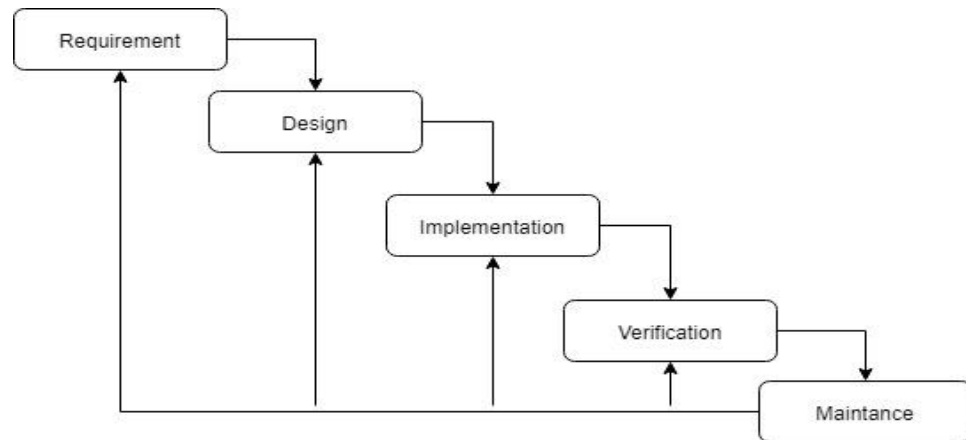 Requirement
Design
Implementation
Verification
Maintance